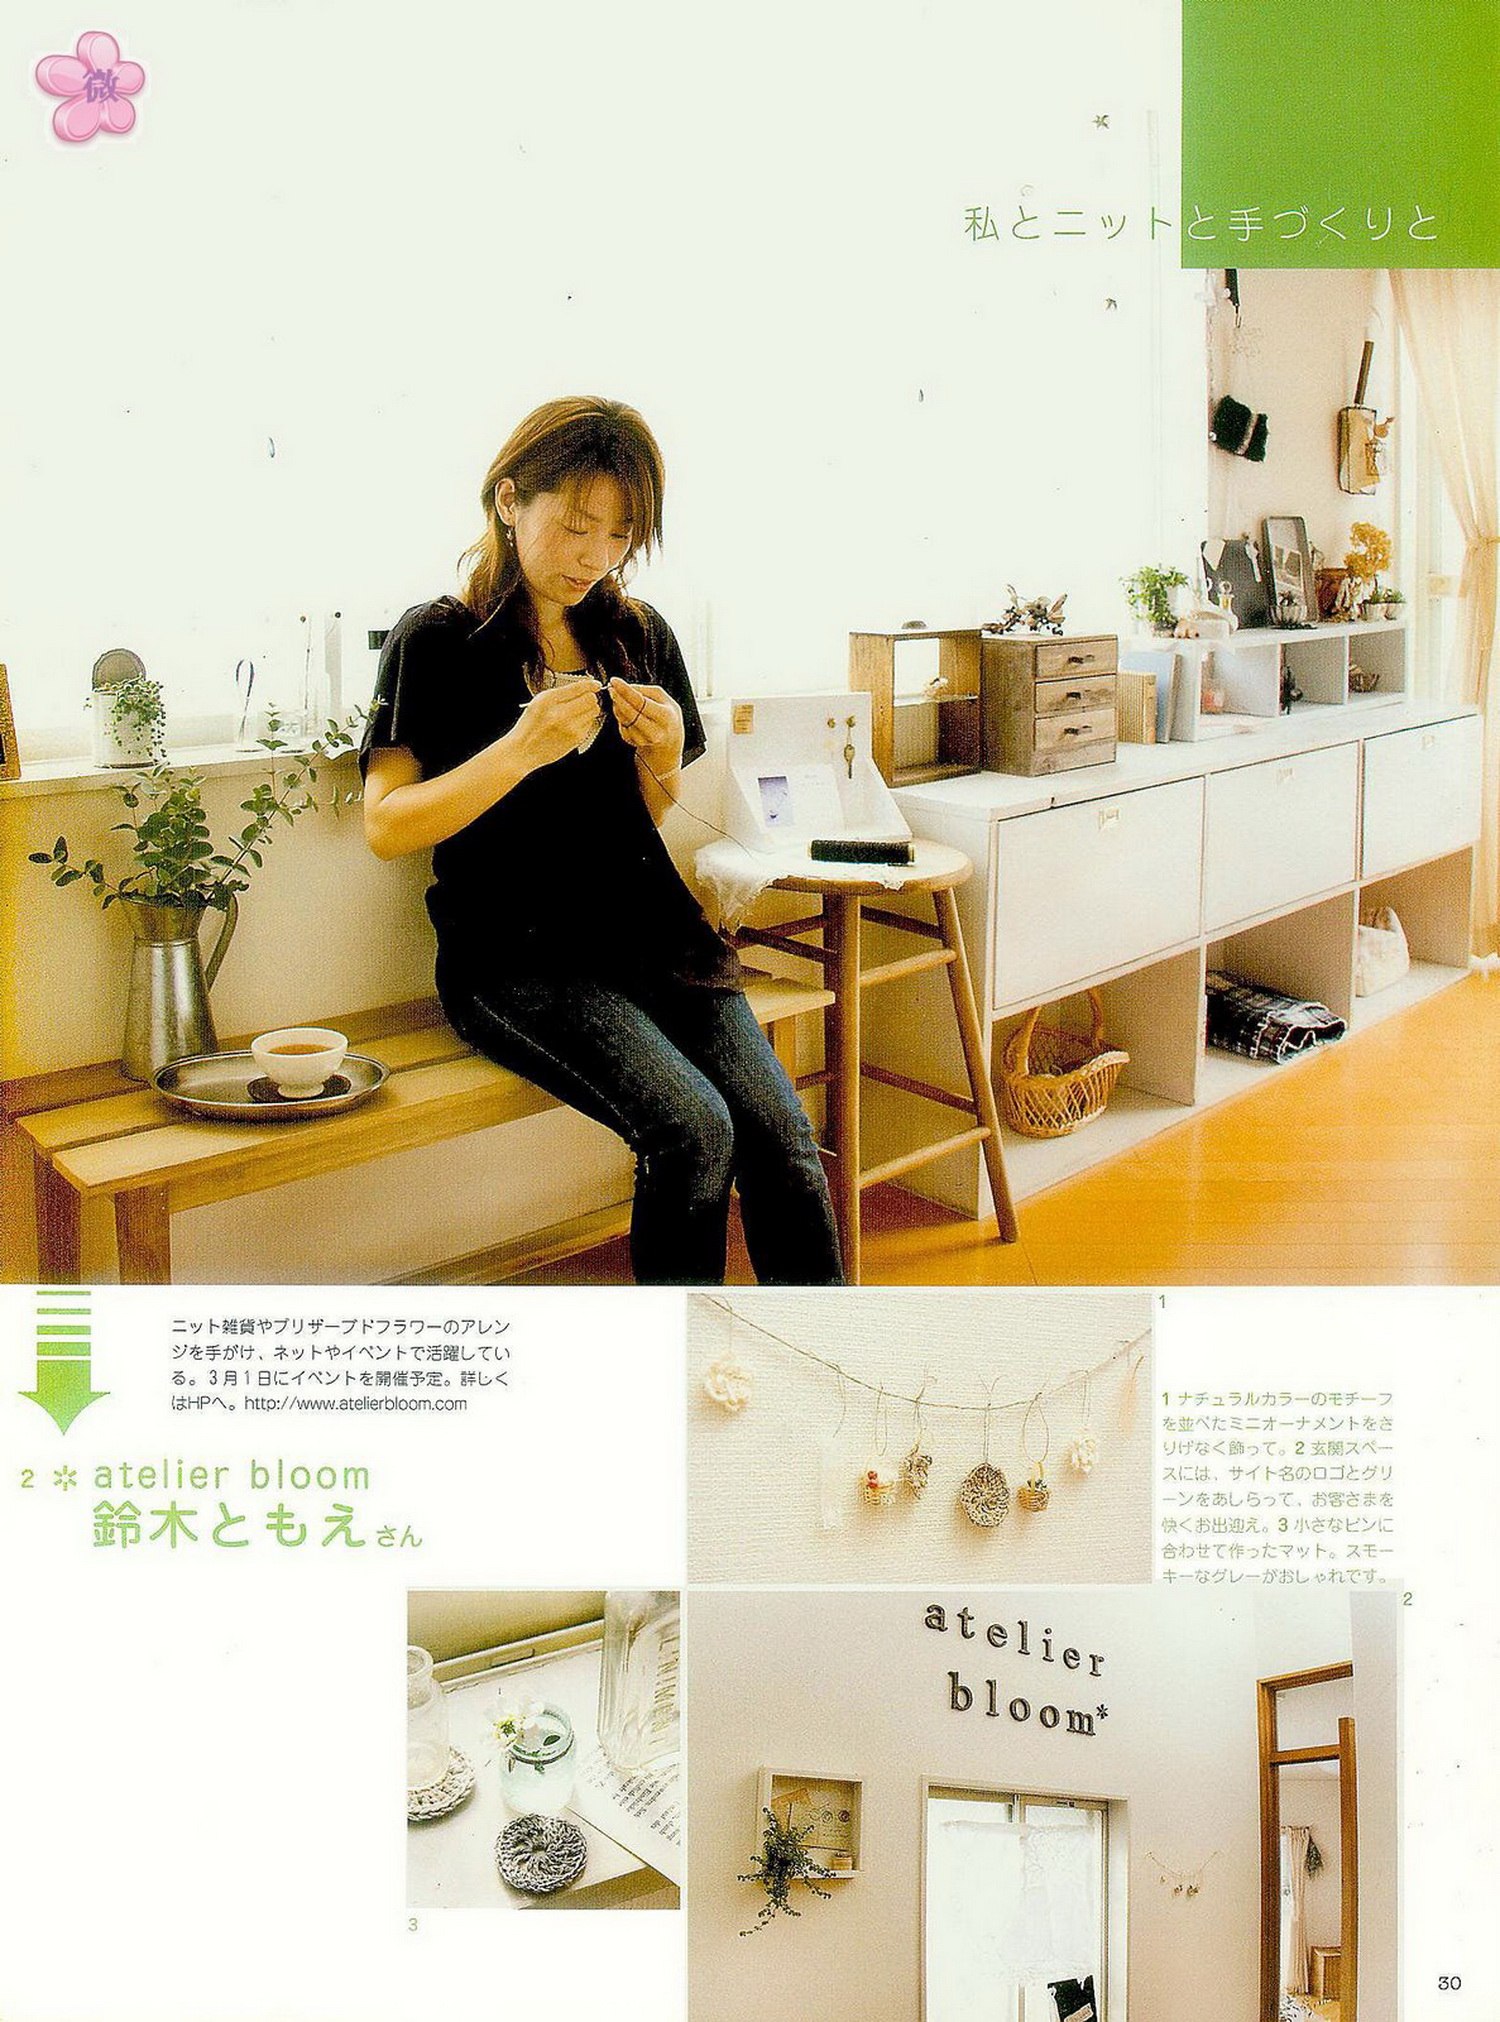 微
私とニットと手づくりと
ニット雑貨やプリザーブドフラワーのアレン
ジを手がけ、ネットやイベントで活躍してい
る。3月1日にイベントを開催予定。詳しく
はHPへ。http://www.atelierbloom.com
2 ✻ atelier bloom
鈴木ともえさん
1
1 ナチュラルカラーのモチーフ
を並べたミニオーナメントをさ
りげなく飾って。2 玄関スペー
スには、サイト名のロゴとグリ
ーンをあしらって、お客さまを
快くお出迎え。3 小さなビンに
合わせて作ったマット。スモー
キーなグレーがおしゃれです。
2
atelier
bloom*
3
30